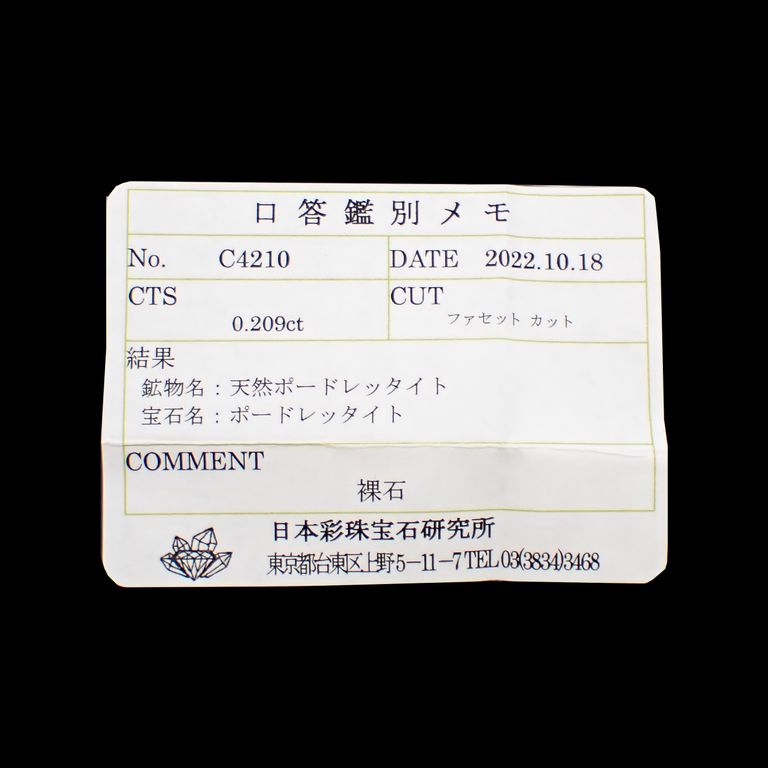 口答鑑別メモ
No. C4210 DATE 2022.10.18
CTS CUT
0.209ct ファセット カット
結果
鉱物名：天然ポードレッタイト
宝石名：ポードレッタイト
COMMENT
裸石
日本彩珠宝石研究所
東京都台東区上野5－11－7 TEL 03(3834)3468